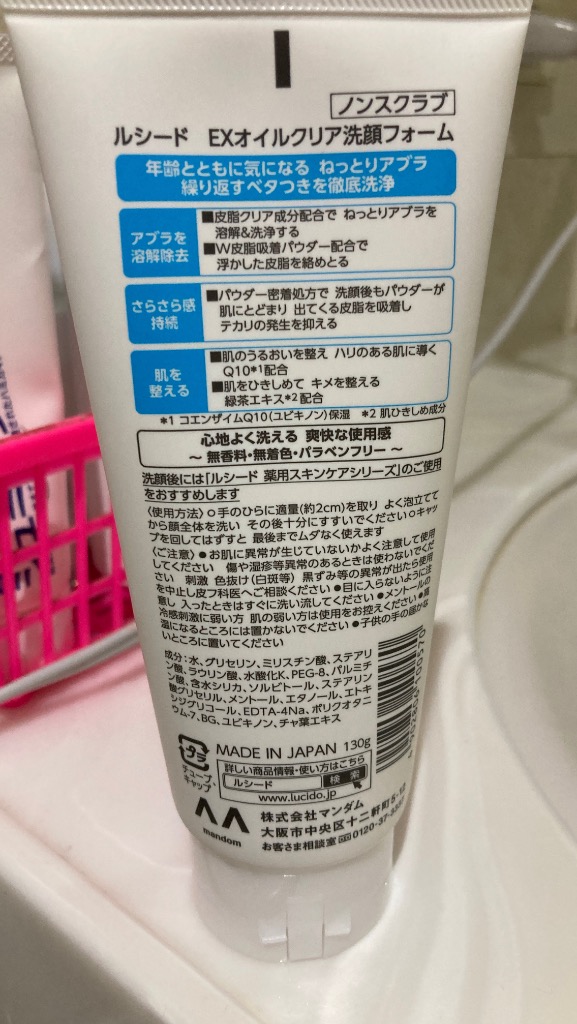 ノンスクラブ
ルシード EXオイルクリア洗顔フォーム
年齢とともに気になる ねっとりアブラ
繰り返すベタつきを徹底洗浄
アブラを
溶解除去
■皮脂クリア成分配合で ねっとりアブラを
溶解&洗浄する
■W皮脂吸着パウダー配合で
浮かした皮脂を絡めとる
さらさら感
持続
■パウダー密着処方で 洗顔後もパウダーが
肌にとどまり 出てくる皮脂を吸着し
テカリの発生を抑える
肌を
整える
■肌のうるおいを整え ハリのある肌に導く
Q10*1配合
■肌をひきしめて キメを整える
緑茶エキス*2配合
*1 コエンザイムQ10(ユビキノン)保湿 *2 肌ひきしめ成分
心地よく洗える 爽快な使用感
～ 無香料・無着色・パラベンフリー ～
洗顔後には「ルシード 薬用スキンケアシリーズ」のご使用
をおすすめします
〈使用方法〉○手のひらに適量(約2cm)を取り よく泡立てて
から顔全体を洗い その後十分にすすいでください○キャッ
プを回してはずすと 最後までムダなく使えます
〈ご注意〉●お肌に異常が生じていないかよく注意して使用
してください 傷や湿疹等異常のあるときは使わないでくだ
さい 刺激 色抜け(白斑等) 黒ずみ等の異常が出たら使用
を中止し皮フ科医へご相談ください●目に入らないように注
意し 入ったときはすぐに洗い流してください●メントールの
冷感刺激に弱い方 肌の弱い方は使用をお控えください●高
温になるところには置かないでください●子供の手の届かな
いところに置いてください
成分:水、グリセリン、ミリスチン酸、ステアリ
ン酸、ラウリン酸、水酸化K、PEG-8、パルミチ
ン酸、含水シリカ、ソルビトール、ステアリン
酸グリセリル、メントール、エタノール、エトキ
シジグリコール、EDTA-4Na、ポリクオタニ
ウム-7、BG、ユビキノン、チャ葉エキス
プラ
チューブ、
キャップ
MADE IN JAPAN 130g
詳しい商品情報・使い方はこちら
ルシード 検索
www.lucido.jp
mandom
株式会社マンダム
大阪市中央区十二軒町5-12
お客さま相談室 0120-37-3337